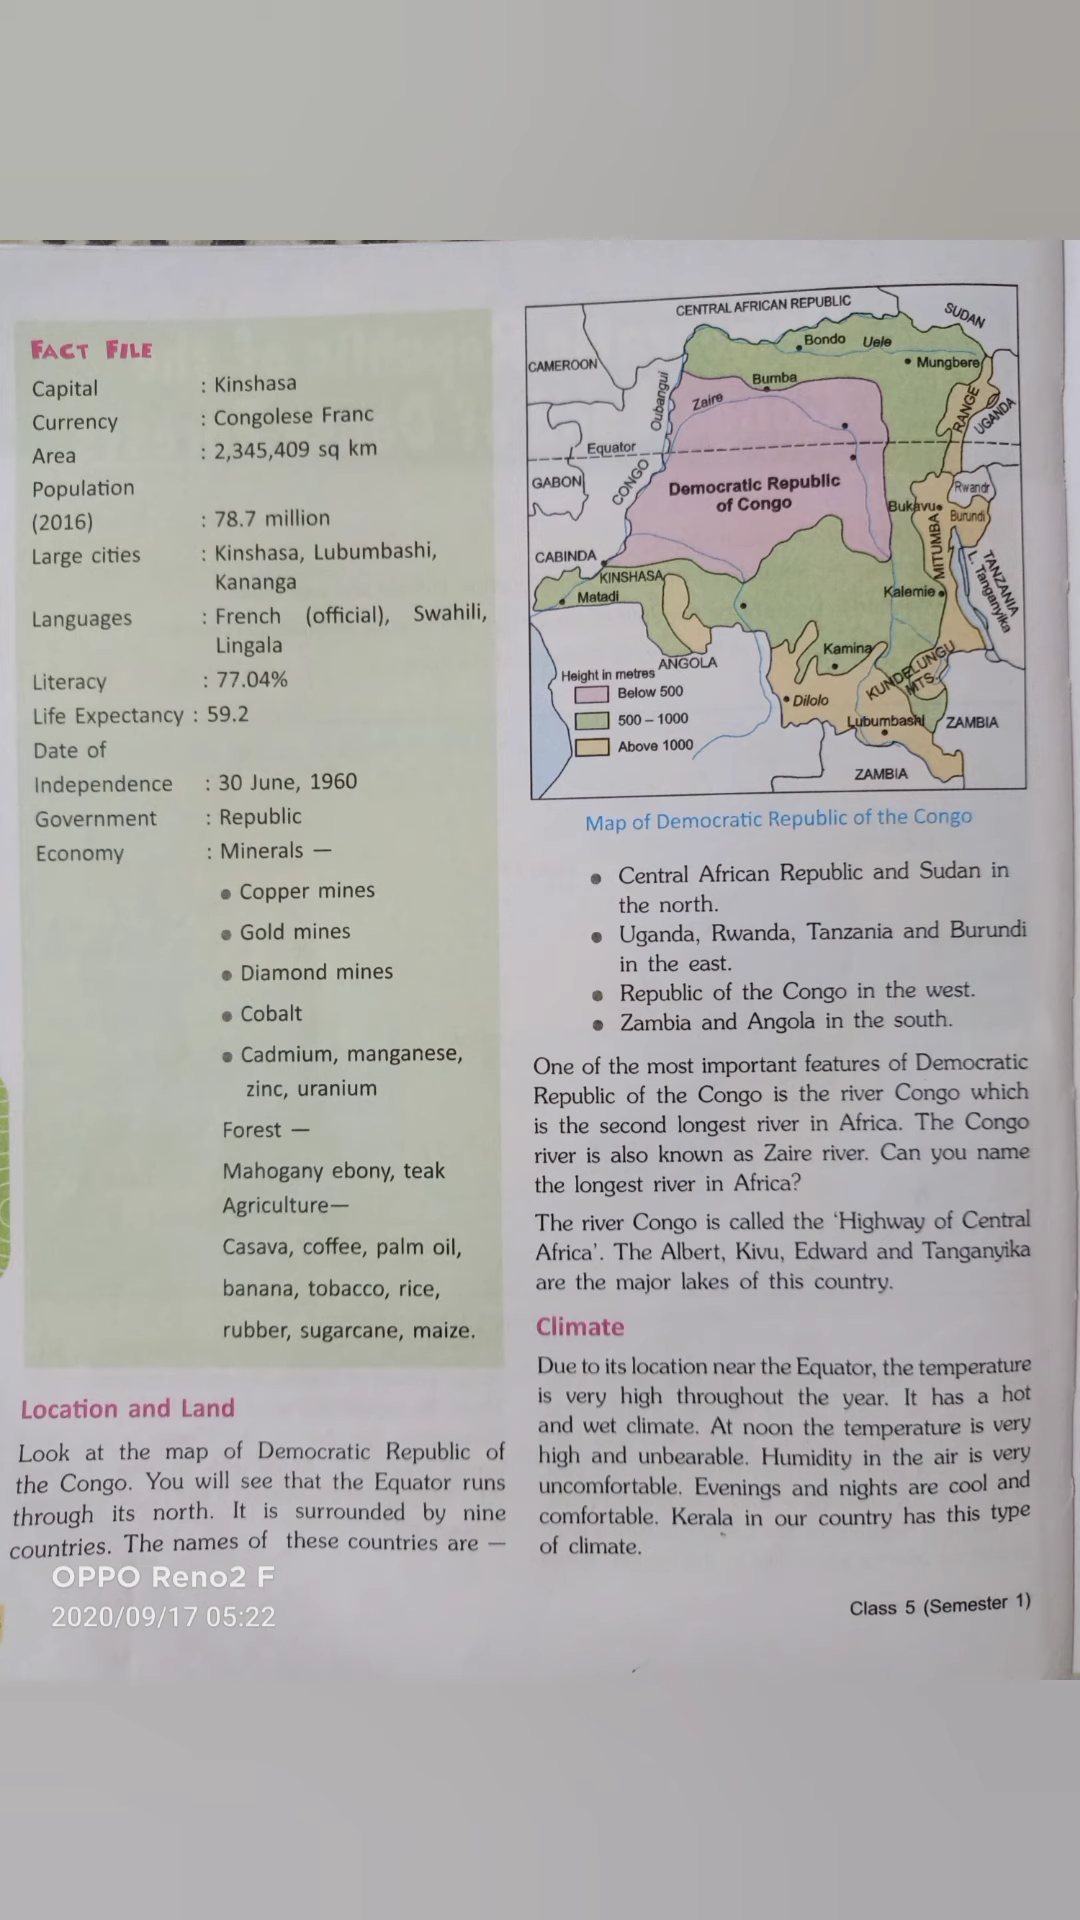 FACT FILE
Capital : Kinshasa
Currency : Congolese Franc
Area : 2,345,409 sq km
Population
(2016) : 78.7 million
Large cities : Kinshasa, Lubumbashi,
Kananga
Languages : French (official), Swahili,
Lingala
Literacy : 77.04%
Life Expectancy : 59.2
Date of
Independence : 30 June, 1960
Government : Republic
Economy : Minerals —
• Copper mines
• Gold mines
• Diamond mines
• Cobalt
• Cadmium, manganese,
zinc, uranium
Forest —
Mahogany ebony, teak
Agriculture—
Casava, coffee, palm oil,
banana, tobacco, rice,
rubber, sugarcane, maize.
Location and Land
Look at the map of Democratic Republic of
the Congo. You will see that the Equator runs
through its north. It is surrounded by nine
countries. The names of these countries are —
CENTRAL AFRICAN REPUBLIC
SUDAN
CAMEROON
Bondo
Uele
Mungbere
Oubangui
Bumba
Zaire
RANGE
UGANDA
Equator
GABON
CONGO
Democratic Republic
of Congo
Rwandr
Bukavu
Burundi
MITUMBA
CABINDA
KINSHASA
Matadi
Kalemie
TANZANIA
L. Tanganyika
ANGOLA
Kamina
KUNDELUNGU
MTS.
Dilolo
Lubumbashi
ZAMBIA
ZAMBIA
Height in metres
Below 500
500 – 1000
Above 1000
Map of Democratic Republic of the Congo
• Central African Republic and Sudan in
the north.
• Uganda, Rwanda, Tanzania and Burundi
in the east.
• Republic of the Congo in the west.
• Zambia and Angola in the south.
One of the most important features of Democratic
Republic of the Congo is the river Congo which
is the second longest river in Africa. The Congo
river is also known as Zaire river. Can you name
the longest river in Africa?
The river Congo is called the ‘Highway of Central
Africa’. The Albert, Kivu, Edward and Tanganyika
are the major lakes of this country.
Climate
Due to its location near the Equator, the temperature
is very high throughout the year. It has a hot
and wet climate. At noon the temperature is very
high and unbearable. Humidity in the air is very
uncomfortable. Evenings and nights are cool and
comfortable. Kerala in our country has this type
of climate.
Class 5 (Semester 1)
OPPO Reno2 F
2020/09/17 05:22